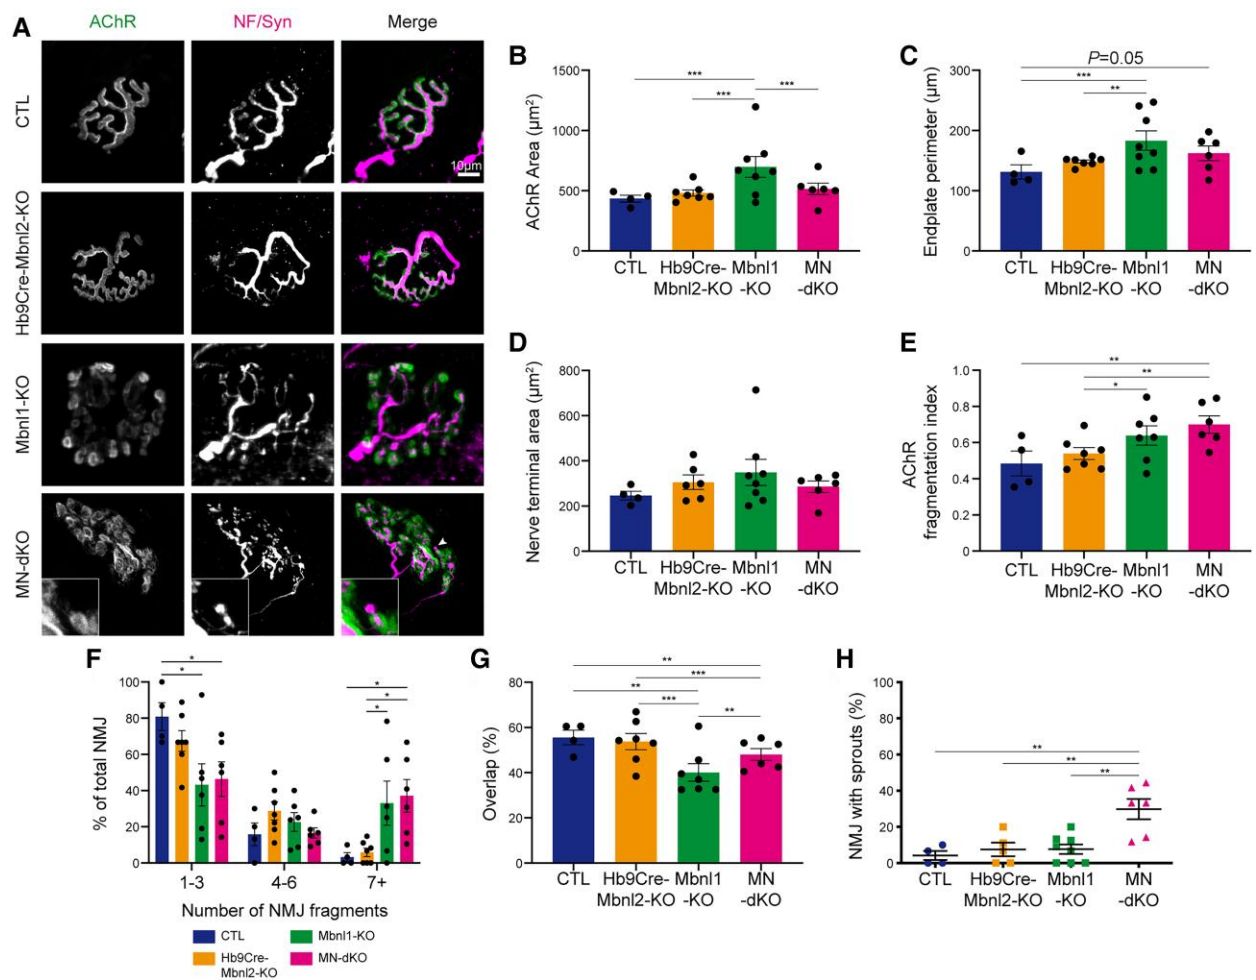 A
AChR
NF/Syn
Merge
CTL
10µm
Hb9Cre-Mbnl2-KO
Mbnl1-KO
MN-dKO
B
AChR Area (µm²)
1500
1000
500
0
***
***
***
CTL
Hb9Cre-
Mbnl2-KO
Mbnl1
-KO
MN
-dKO
C
Endplate perimeter (µm)
300
200
100
0
P=0.05
***
**
CTL
Hb9Cre-
Mbnl2-KO
Mbnl1
-KO
MN
-dKO
D
Nerve terminal area (µm²)
800
600
400
200
0
CTL
Hb9Cre-
Mbnl2-KO
Mbnl1
-KO
MN
-dKO
E
AChR
fragmentation index
1.0
0.8
0.6
0.4
0.2
0
**
**
*
CTL
Hb9Cre-
Mbnl2-KO
Mbnl1
-KO
MN
-dKO
F
% of total NMJ
100
80
60
40
20
0
*
*
*
*
*
1-3
4-6
7+
Number of NMJ fragments
CTL
Hb9Cre-
Mbnl2-KO
Mbnl1-KO
MN-dKO
G
Overlap (%)
80
60
40
20
0
**
***
**
***
**
CTL
Hb9Cre-
Mbnl2-KO
Mbnl1
-KO
MN
-dKO
H
NMJ with sprouts (%)
100
80
60
40
20
0
**
**
**
CTL
Hb9Cre-
Mbnl2-KO
Mbnl1
-KO
MN
-dKO